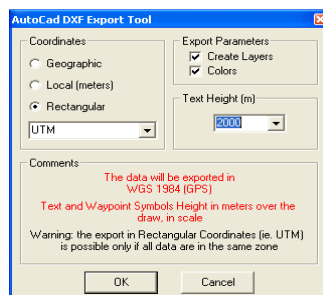 AutoCad DXF Export Tool
Coordinates
Geographic
Local (meters)
Rectangular
UTM
Export Parameters
Create Layers
Colors
Text Height (m)
2000
Comments
The data will be exported in
WGS 1984 (GPS)
Text and Waypoint Symbols Height in meters over the
draw, in scale
Warning: the export in Rectangular Coordinates (ie. UTM)
is possible only if all data are in the same zone
OK
Cancel